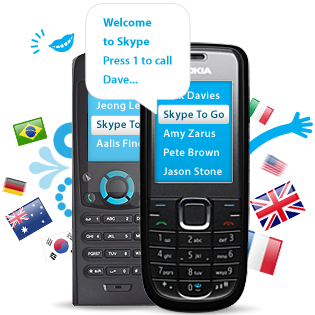 Welcome
to Skype
Press 1 to call
Dave...
NOKIA
Davies
Skype To Go
Amy Zarus
Pete Brown
Jason Stone
Jeong Le
Skype To
Aalis Fin